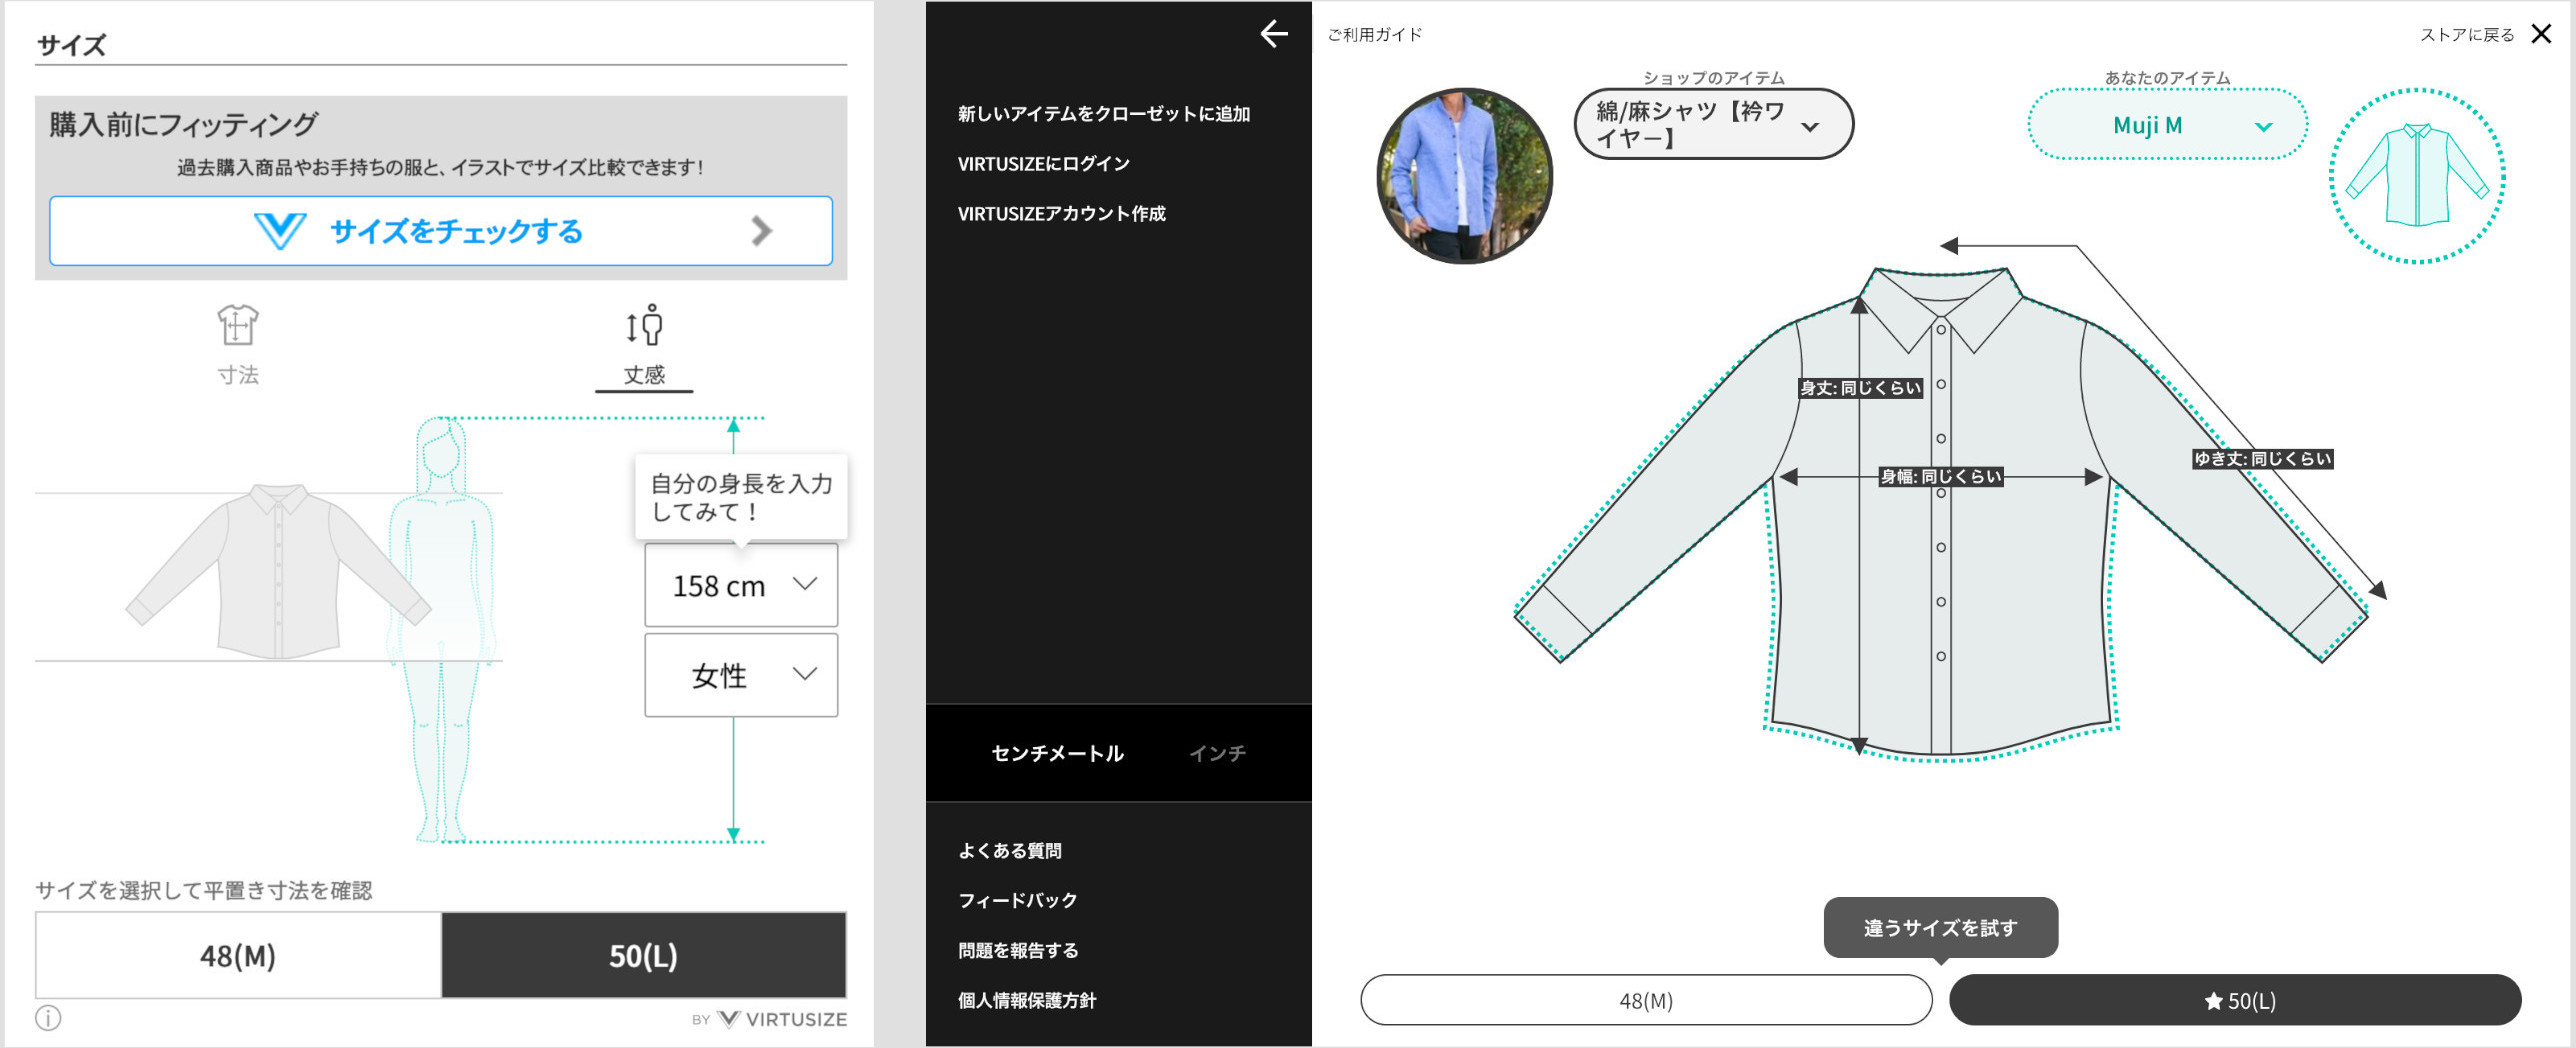 サイズ
購入前にフィッティング
過去購入商品やお手持ちの服と、イラストでサイズ比較できます!
サイズをチェックする
寸法
丈感
自分の身長を入力
してみて!
158 cm
女性
サイズを選択して平置き寸法を確認
48(M)
50(L)
BY VIRTUSIZE
新しいアイテムをクローゼットに追加
VIRTUSIZEにログイン
VIRTUSIZEアカウント作成
センチメートル
インチ
よくある質問
フィードバック
問題を報告する
個人情報保護方針
ご利用ガイド
ストアに戻る
ショップのアイテム
綿/麻シャツ【衿ワ
イヤー】
あなたのアイテム
Muji M
身丈: 同じくらい
ゆき丈: 同じくらい
身幅: 同じくらい
違うサイズを試す
48(M)
★ 50(L)